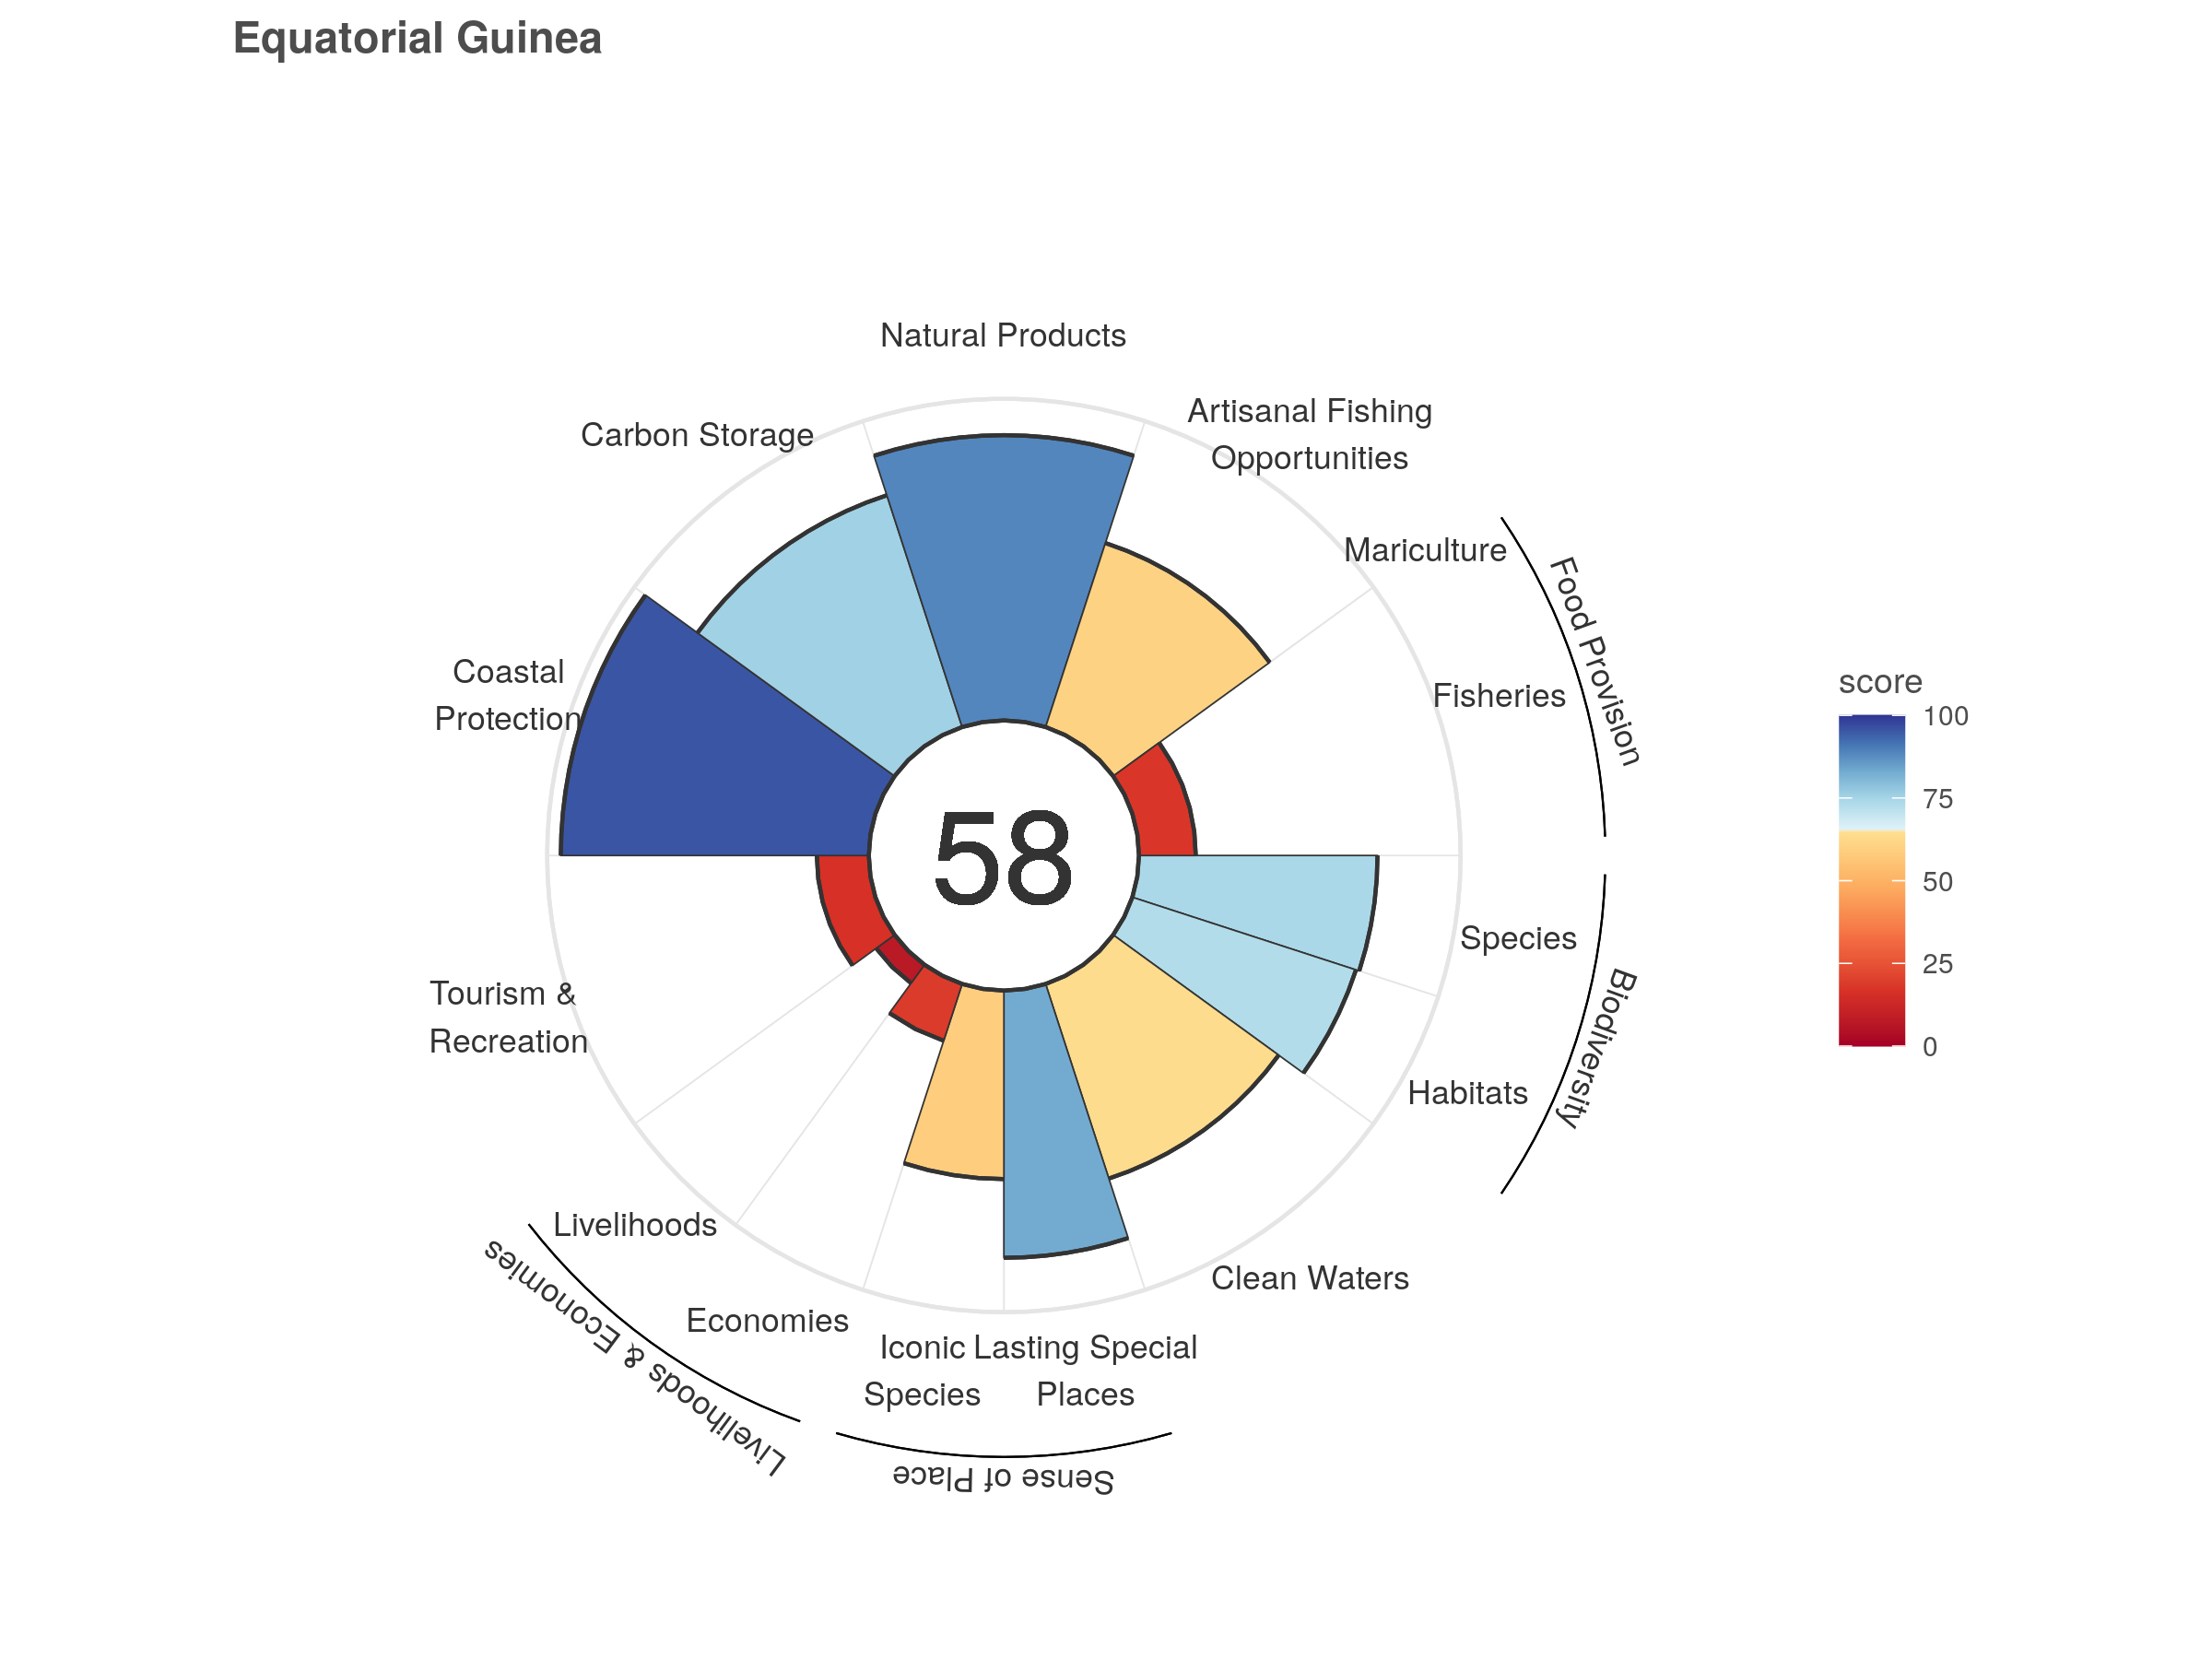 Equatorial Guinea
Natural Products
Artisanal Fishing
Opportunities
Carbon Storage
Mariculture
Food Provision
Fisheries
Coastal
Protection
58
score
100
75
50
25
0
Species
Biodiversity
Habitats
Tourism &
Recreation
Livelihoods
Livelihoods & Economies
Economies
Clean Waters
Iconic
Species
Lasting Special
Places
Sense of Place